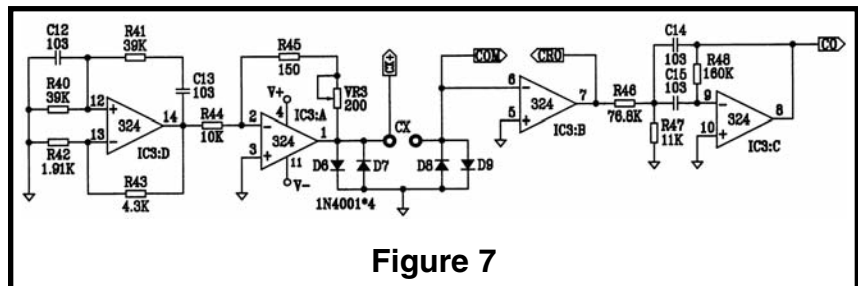 C12
103
R41
39K
C13
103
R40
39K
12
+
13
−
324
14
IC3:D
R42
1.91K
R43
4.3K
R44
10K
R45
150
VR3
200
V+
4
IC3:A
2
−
324
1
3
+
11
V-
D6
D7
1N4001*4
CX
D8
D9
COM
CRO
6
−
5
+
324
7
IC3:B
R46
76.8K
C14
103
C15
103
R48
160K
R47
11K
9
−
10
+
324
8
IC3:C
CO
Figure 7